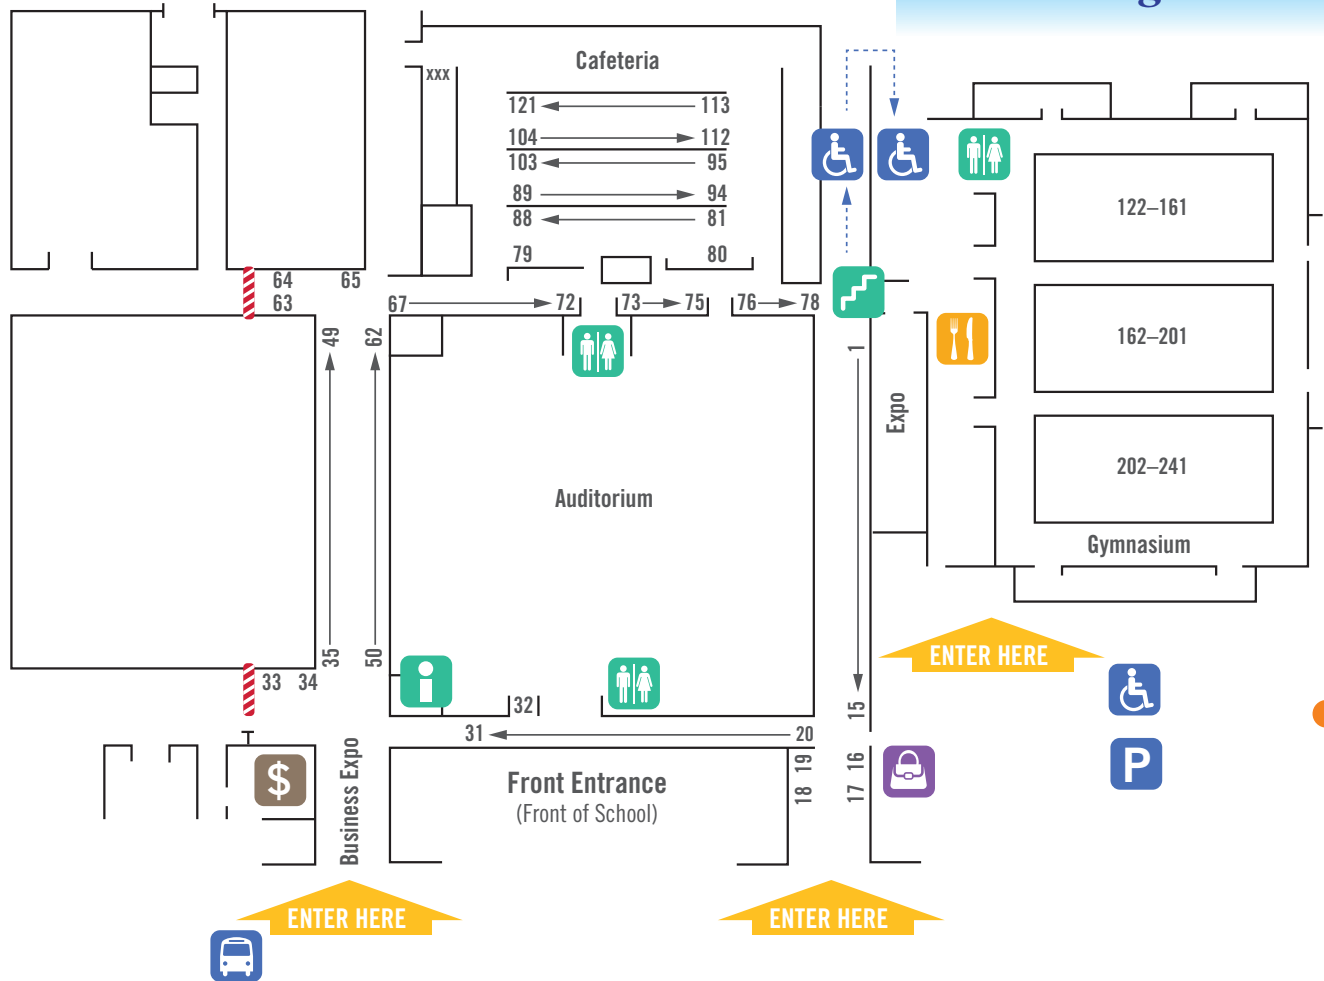 g
Cafeteria
xxx
121 113
104 112
103 95
89 94
88 81
79 80
122–161
162–201
202–241
Gymnasium
64 65
63
67 72 73 75 76 78
49 62
1
Expo
Auditorium
35 50
33 34
32
31 20
15
19 16
18 17
Business Expo
$
Front Entrance
(Front of School)
ENTER HERE
P
ENTER HERE
ENTER HERE